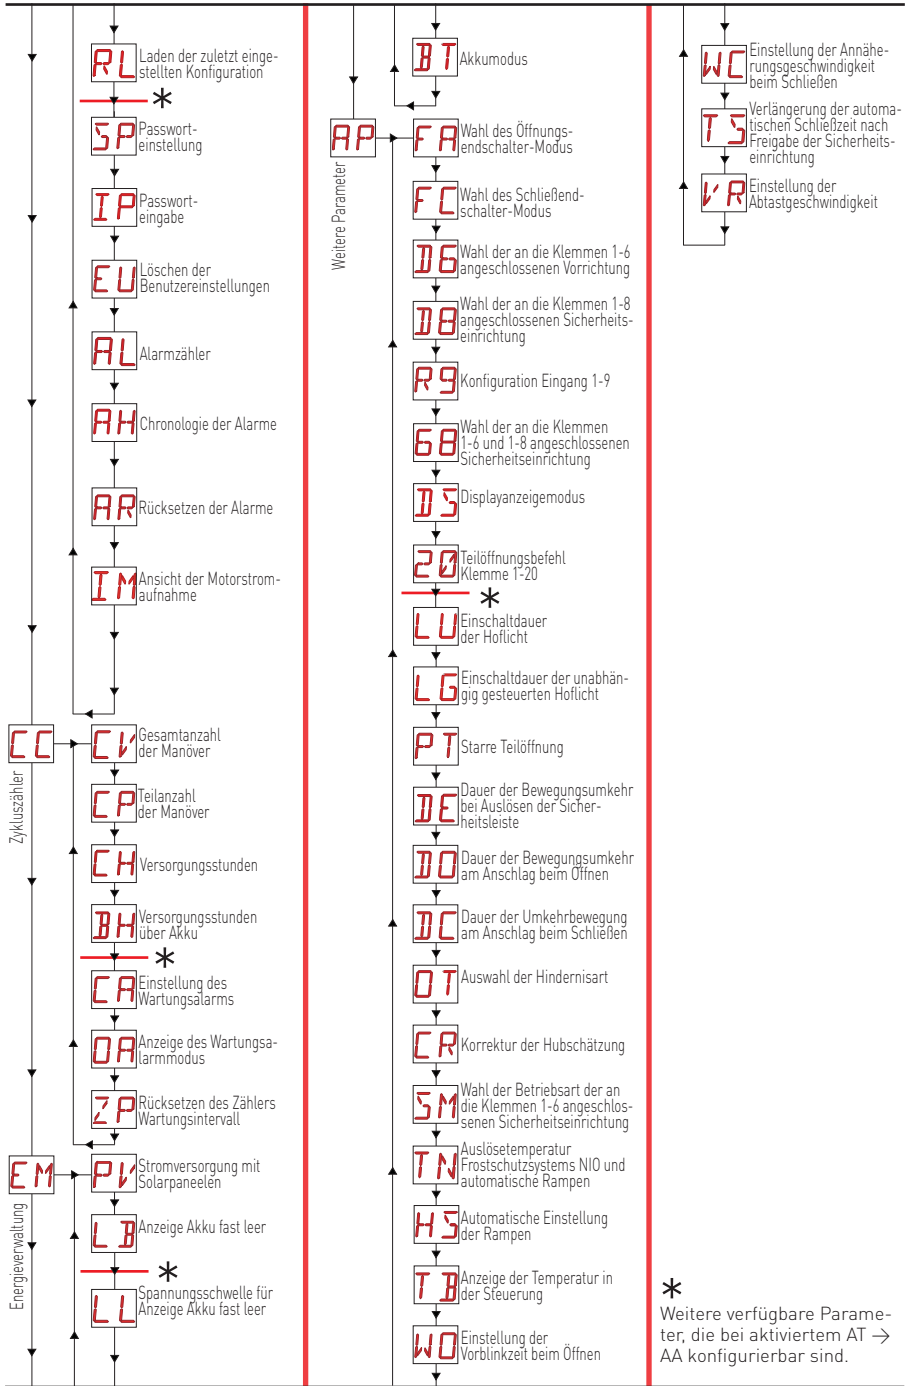 RL
Laden der zuletzt einge-
stellten Konfiguration
*
SP
Passwort-
einstellung
IP
Passwort-
eingabe
EU
Löschen der
Benutzereinstellungen
AL
Alarmzähler
AH
Chronologie der Alarme
AR
Rücksetzen der Alarme
IM
Ansicht der Motorstrom-
aufnahme
CC
Zykluszähler
CV
Gesamtanzahl
der Manöver
CP
Teilanzahl
der Manöver
CH
Versorgungsstunden
BH
Versorgungsstunden
über Akku
*
CA
Einstellung des
Wartungsalarms
OA
Anzeige des Wartungsa-
larmmodus
ZP
Rücksetzen des Zählers
Wartungsintervall
EM
Energieverwaltung
PV
Stromversorgung mit
Solarpaneelen
LB
Anzeige Akku fast leer
*
LL
Spannungsschwelle für
Anzeige Akku fast leer
BT
Akkumodus
AP
Weitere Parameter
FA
Wahl des Öffnungs-
endschalter-Modus
FC
Wahl des Schließend-
schalter-Modus
D6
Wahl der an die Klemmen 1-6
angeschlossenen Vorrichtung
D8
Wahl der an die Klemmen 1-8
angeschlossenen Sicherheits-
einrichtung
R9
Konfiguration Eingang 1-9
68
Wahl der an die Klemmen
1-6 und 1-8 angeschlossenen
Sicherheitseinrichtung
DS
Displayanzeigemodus
20
Teilöffnungsbefehl
Klemme 1-20
*
LU
Einschaltdauer
der Hoflicht
LG
Einschaltdauer der unabhän-
gig gesteuerten Hoflicht
PT
Starre Teilöffnung
DE
Dauer der Bewegungsumkehr
bei Auslösen der Sicher-
heitsleiste
DO
Dauer der Bewegungsumkehr
am Anschlag beim Öffnen
DC
Dauer der Umkehrbewegung
am Anschlag beim Schließen
OT
Auswahl der Hindernisart
CR
Korrektur der Hubschätzung
SM
Wahl der Betriebsart der an
die Klemmen 1-6 angeschlos-
senen Sicherheitseinrichtung
TN
Auslösetemperatur
Frostschutzsystems NIO und
automatische Rampen
HS
Automatische Einstellung
der Rampen
TB
Anzeige der Temperatur in
der Steuerung
WO
Einstellung der
Vorblinkzeit beim Öffnen
WC
Einstellung der Annähe-
rungsgeschwindigkeit
beim Schließen
TS
Verlängerung der automa-
tischen Schließzeit nach
Freigabe der Sicherheits-
einrichtung
VR
Einstellung der
Abtastgeschwindigkeit
*
Weitere verfügbare Parame-
ter, die bei aktiviertem AT →
AA konfigurierbar sind.